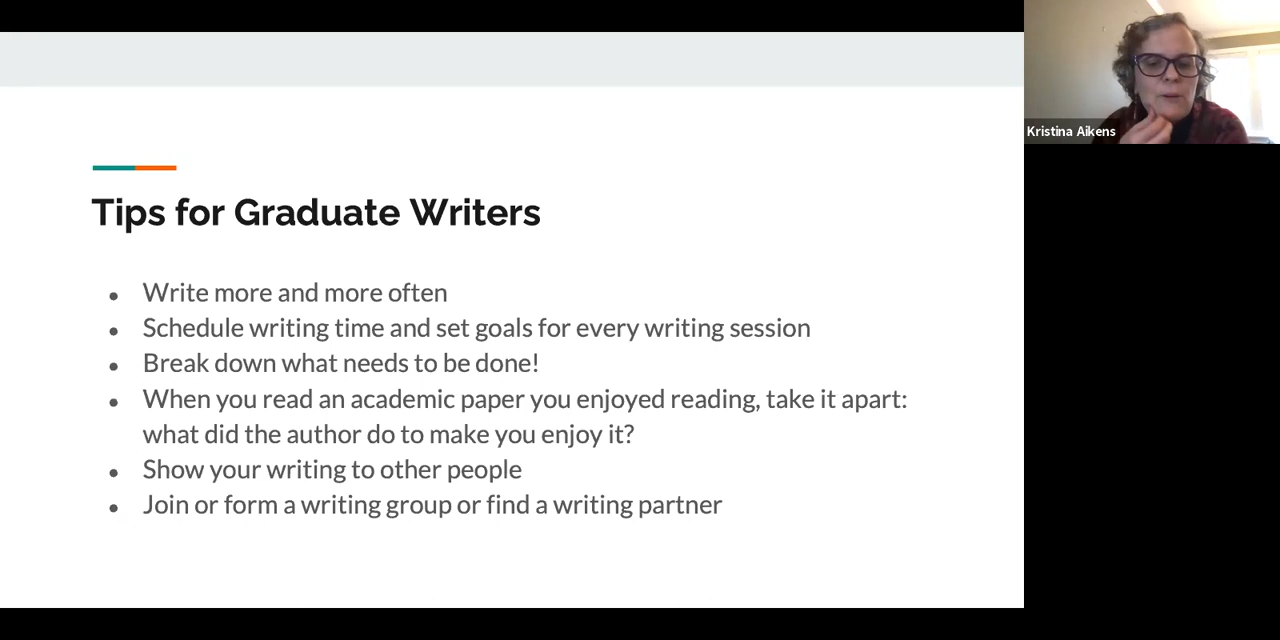 Kristina Aikens
Tips for Graduate Writers
● Write more and more often
● Schedule writing time and set goals for every writing session
● Break down what needs to be done!
● When you read an academic paper you enjoyed reading, take it apart:
what did the author do to make you enjoy it?
● Show your writing to other people
● Join or form a writing group or find a writing partner